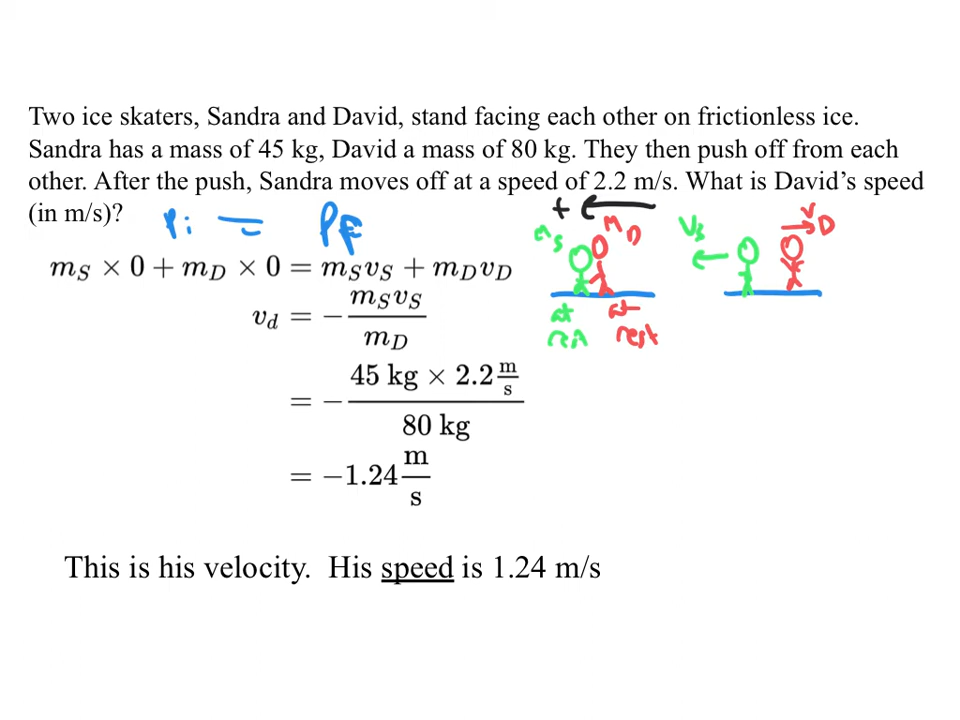 Two ice skaters, Sandra and David, stand facing each other on frictionless ice.
Sandra has a mass of 45 kg, David a mass of 80 kg. They then push off from each
other. After the push, Sandra moves off at a speed of 2.2 m/s. What is David’s speed
(in m/s)?
Pi = PF
+ ←
mS mD
vS ←
v → D
mS × 0 + mD × 0 = mSvS + mDvD
vd = − mSvS / mD
at at
rest
= − 45 kg × 2.2 m/s / 80 kg
= −1.24 m/s
This is his velocity. His speed is 1.24 m/s